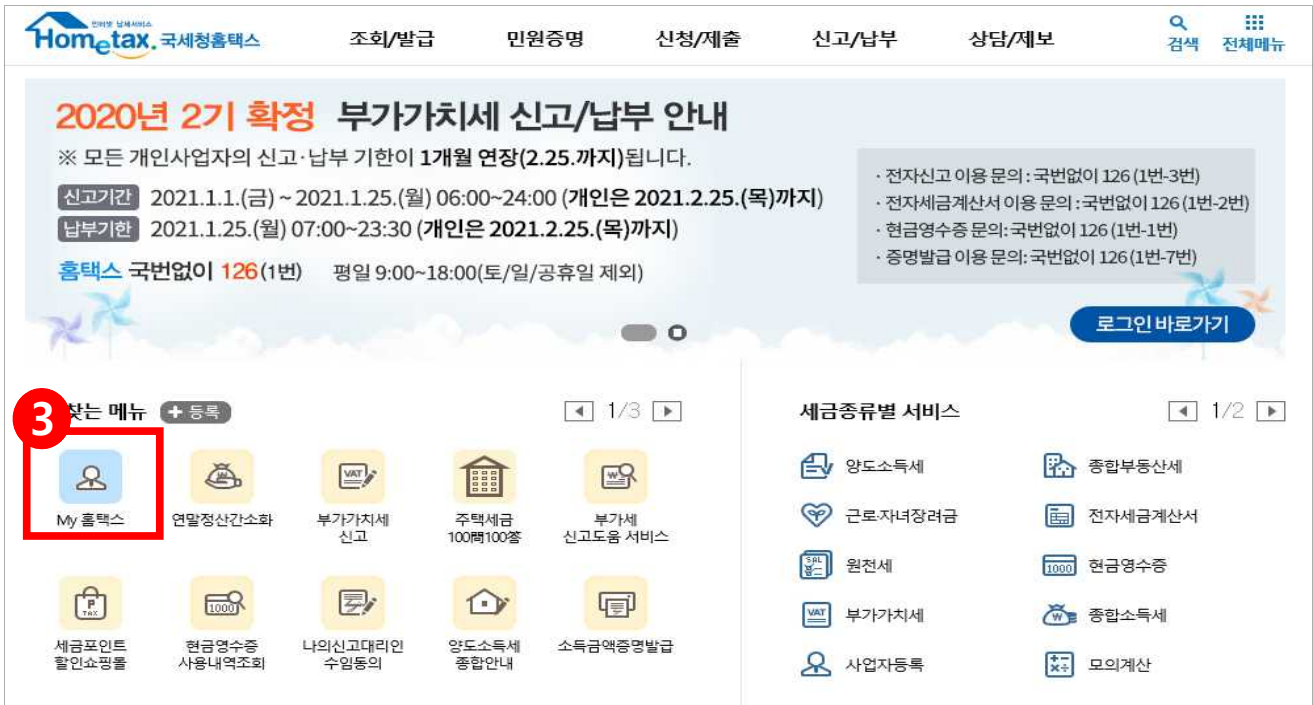 인터넷 납세서비스
Hometax. 국세청홈택스
조회/발급 민원증명 신청/제출 신고/납부 상담/제보 검색 전체메뉴
2020년 2기 확정 부가가치세 신고/납부 안내
※ 모든 개인사업자의 신고·납부 기한이 1개월 연장(2.25.까지)됩니다.
신고기간 2021.1.1.(금) ~ 2021.1.25.(월) 06:00~24:00 (개인은 2021.2.25.(목)까지)
납부기한 2021.1.25.(월) 07:00~23:30 (개인은 2021.2.25.(목)까지)
홈택스 국번없이 126(1번) 평일 9:00~18:00(토/일/공휴일 제외)
· 전자신고 이용 문의 : 국번없이 126 (1번-3번)
· 전자세금계산서 이용 문의 : 국번없이 126 (1번-2번)
· 현금영수증 문의: 국번없이 126 (1번-1번)
· 증명발급 이용 문의: 국번없이 126 (1번-7번)
로그인 바로가기
3
찾는 메뉴 + 등록 1/3
My 홈택스
연말정산간소화
부가가치세
신고
주택세금
100問100答
부가세
신고도움 서비스
세금포인트
할인쇼핑몰
현금영수증
사용내역조회
나의신고대리인
수임동의
양도소득세
종합안내
소득금액증명발급
세금종류별 서비스 1/2
양도소득세 종합부동산세
근로·자녀장려금 전자세금계산서
원천세 현금영수증
부가가치세 종합소득세
사업자등록 모의계산